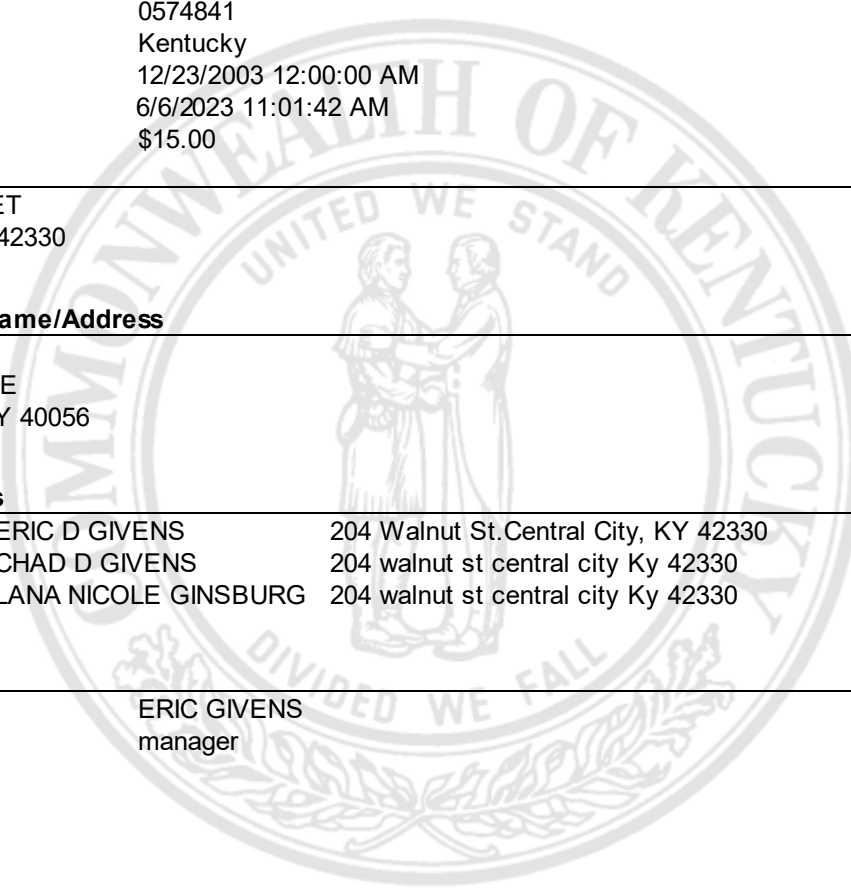 0574841
Kentucky
12/23/2003 12:00:00 AM
6/6/2023 11:01:42 AM
$15.00
ET
42330
ame/Address
E
Y 40056
s
ERIC D GIVENS 204 Walnut St.Central City, KY 42330
CHAD D GIVENS 204 walnut st central city Ky 42330
LANA NICOLE GINSBURG 204 walnut st central city Ky 42330
ERIC GIVENS
manager
COMMONWEALTH OF KENTUCKY
UNITED WE STAND
DIVIDED WE FALL